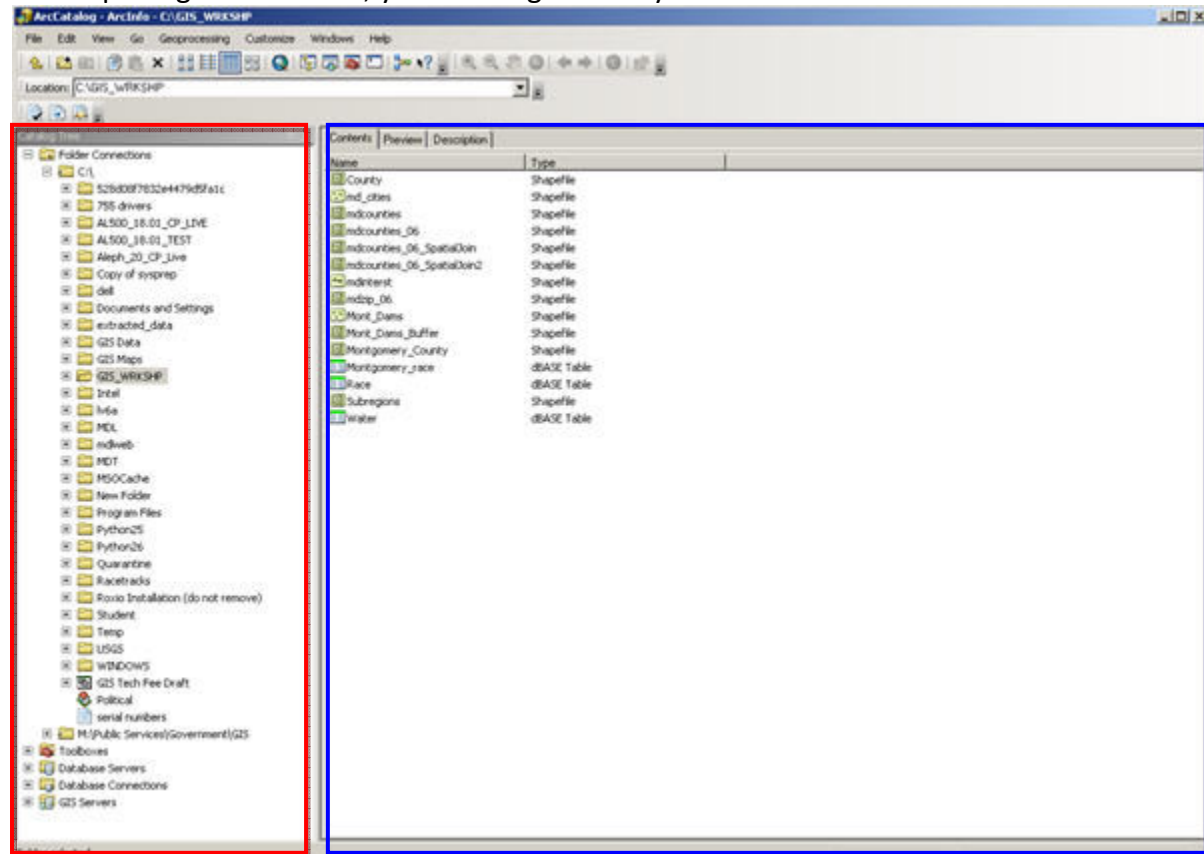 ArcCatalog - ArcInfo - C:\GIS_WRKSHP
File Edit View Go Geoprocessing Customize Windows Help
Location: C:\GIS_WRKSHP
Catalog Tree
Folder Connections
C:\
755 drivers
AL500_18.01_CP_LIVE
AL500_18.01_TEST
Aleph_20_CP_Live
Copy of sysprep
dell
Documents and Settings
extracted_data
GIS Data
GIS Maps
GIS_WRKSHP
Intel
MDL
mdlweb
MDT
MSOCache
New Folder
Program Files
Python25
Python26
Quarantine
Racetracks
Roxio Installation (do not remove)
Student
Temp
USGS
WINDOWS
GIS Tech Fee Draft
Political
serial numbers
M:\Public Services\Government\GIS
Toolboxes
Database Servers
Database Connections
GIS Servers
Contents Preview Description
Name Type
County Shapefile
md_cities Shapefile
mdcounties Shapefile
mdcounties_06 Shapefile
mdcounties_06_SpatialJoin Shapefile
mdcounties_06_SpatialJoin2 Shapefile
mdinterst Shapefile
mdzip_06 Shapefile
Mont_Dams Shapefile
Mont_Dams_Buffer Shapefile
Montgomery_County Shapefile
Montgomery_race dBASE Table
Race dBASE Table
Subregions Shapefile
Water dBASE Table